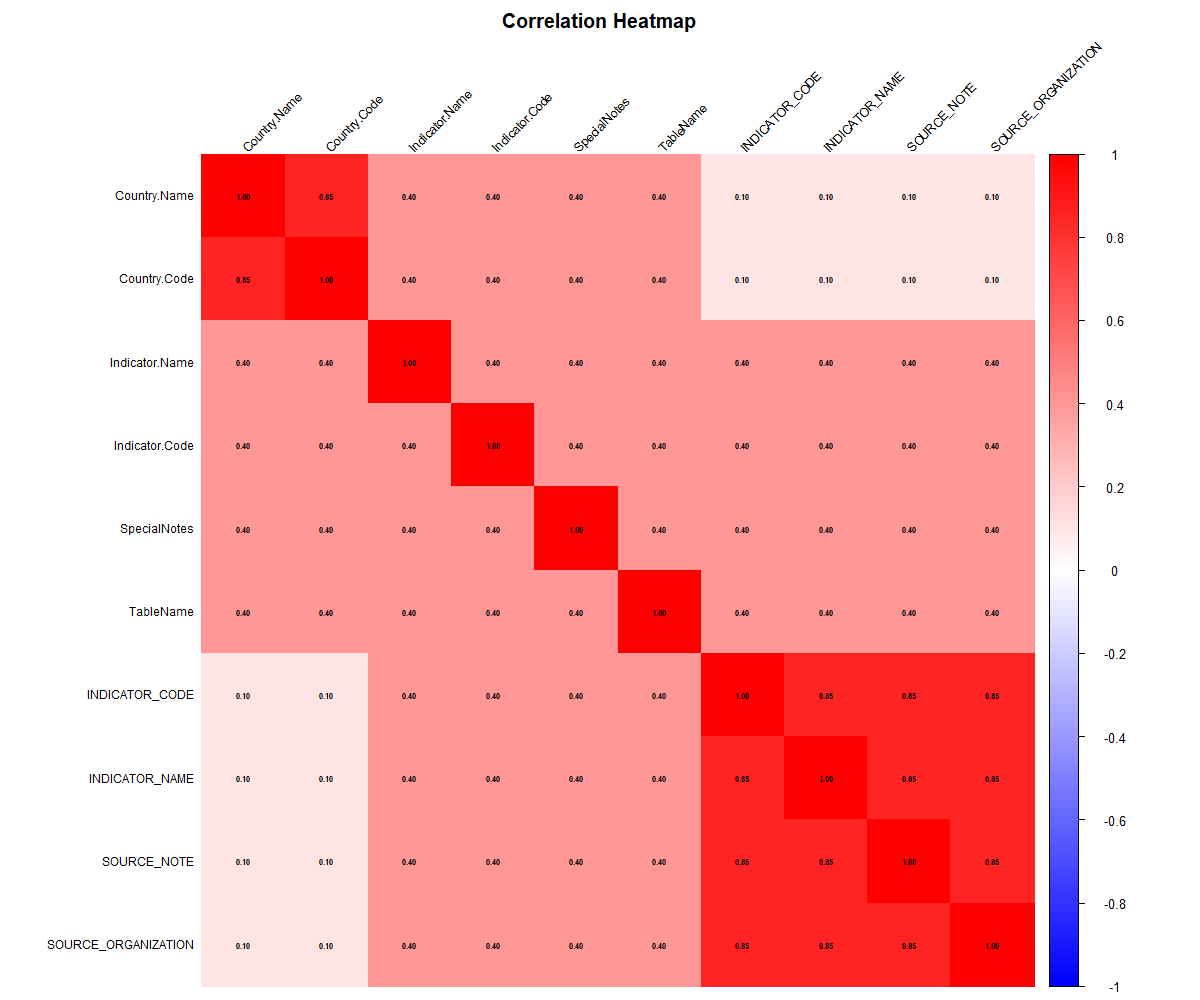 Correlation Heatmap
Country.Name Country.Code Indicator.Name Indicator.Code SpecialNotes TableName INDICATOR_CODE INDICATOR_NAME SOURCE_NOTE SOURCE_ORGANIZATION
Country.Name 1.00 0.85 0.40 0.40 0.40 0.40 0.10 0.10 0.10 0.10
Country.Code 0.85 1.00 0.40 0.40 0.40 0.40 0.10 0.10 0.10 0.10
Indicator.Name 0.40 0.40 1.00 0.40 0.40 0.40 0.40 0.40 0.40 0.40
Indicator.Code 0.40 0.40 0.40 1.00 0.40 0.40 0.40 0.40 0.40 0.40
SpecialNotes 0.40 0.40 0.40 0.40 1.00 0.40 0.40 0.40 0.40 0.40
TableName 0.40 0.40 0.40 0.40 0.40 1.00 0.40 0.40 0.40 0.40
INDICATOR_CODE 0.10 0.10 0.40 0.40 0.40 0.40 1.00 0.85 0.85 0.85
INDICATOR_NAME 0.10 0.10 0.40 0.40 0.40 0.40 0.85 1.00 0.85 0.85
SOURCE_NOTE 0.10 0.10 0.40 0.40 0.40 0.40 0.85 0.85 1.00 0.85
SOURCE_ORGANIZATION 0.10 0.10 0.40 0.40 0.40 0.40 0.85 0.85 0.85 1.00
1
0.8
0.6
0.4
0.2
0
-0.2
-0.4
-0.6
-0.8
-1